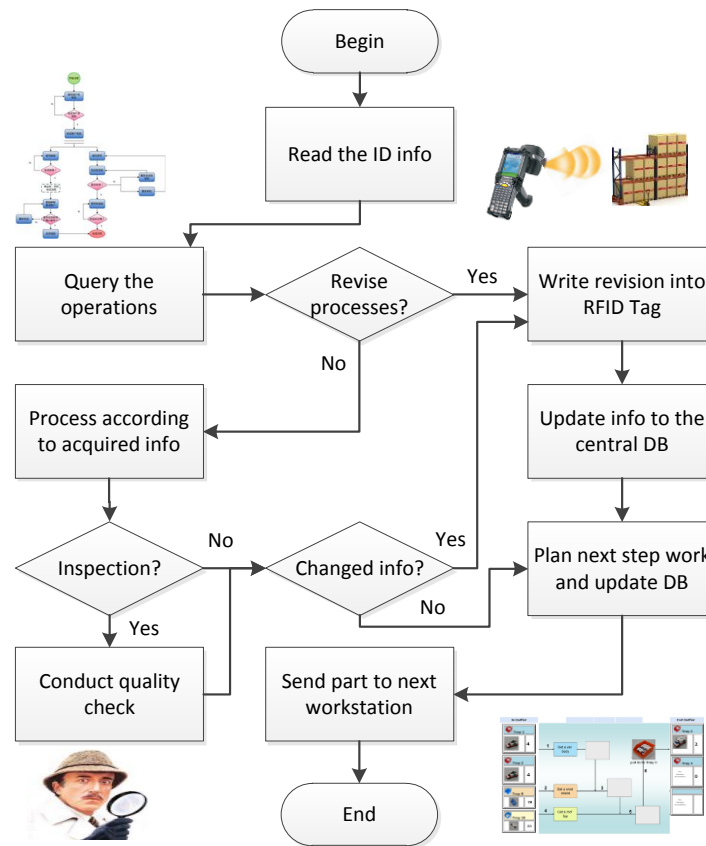 Begin
Read the ID info
Query the
operations
Revise
processes?
Yes
Write revision into
RFID Tag
No
Process according
to acquired info
Update info to the
central DB
Inspection?
No
Changed info?
Yes
Plan next step work
and update DB
No
Yes
Conduct quality
check
Send part to next
workstation
End